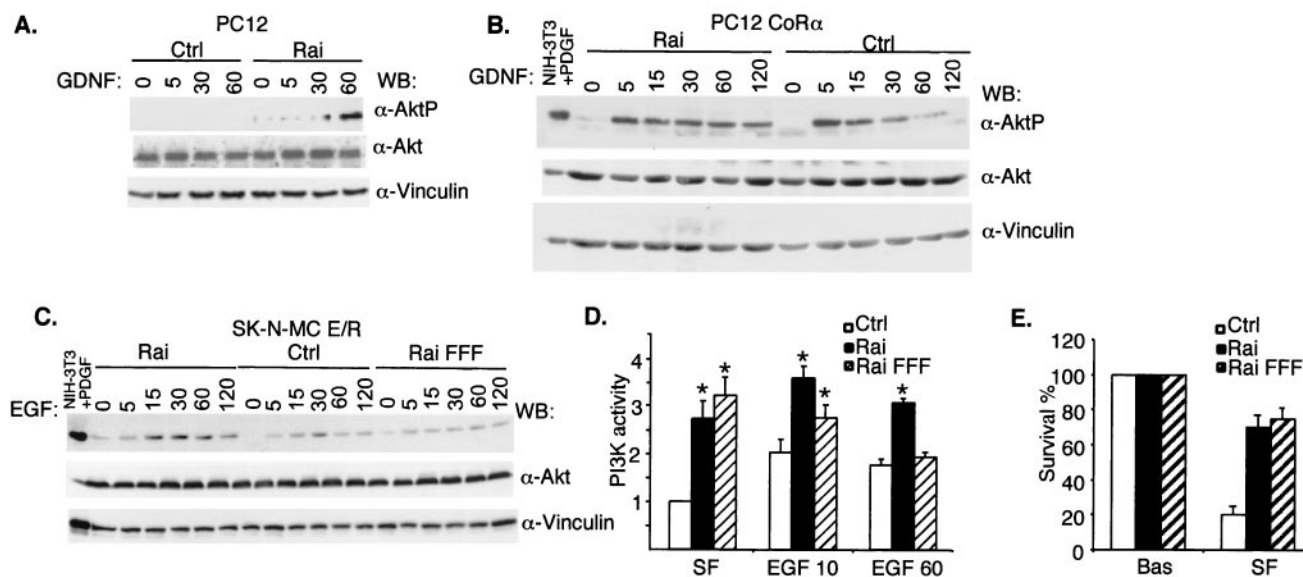 A.
PC12
Ctrl Rai
GDNF: 0 5 30 60 0 5 30 60 WB:
α-AktP
α-Akt
α-Vinculin
B.
PC12 CoRα
NIH-3T3
+PDGF
Rai Ctrl
GDNF: 0 5 15 30 60 120 0 5 15 30 60 120
WB:
α-AktP
α-Akt
α-Vinculin
C.
SK-N-MC E/R
NIH-3T3
+PDGF
Rai Ctrl Rai FFF
EGF: 0 5 15 30 60 120 0 5 15 30 60 120 0 5 15 30 60 120 WB:
α-Akt
α-Vinculin
D.
Ctrl
Rai
Rai FFF
PI3K activity
4
3
2
1
* * * * *
SF EGF 10 EGF 60
E.
Ctrl
Rai
Rai FFF
Survival %
120
100
80
60
40
20
0
Bas SF